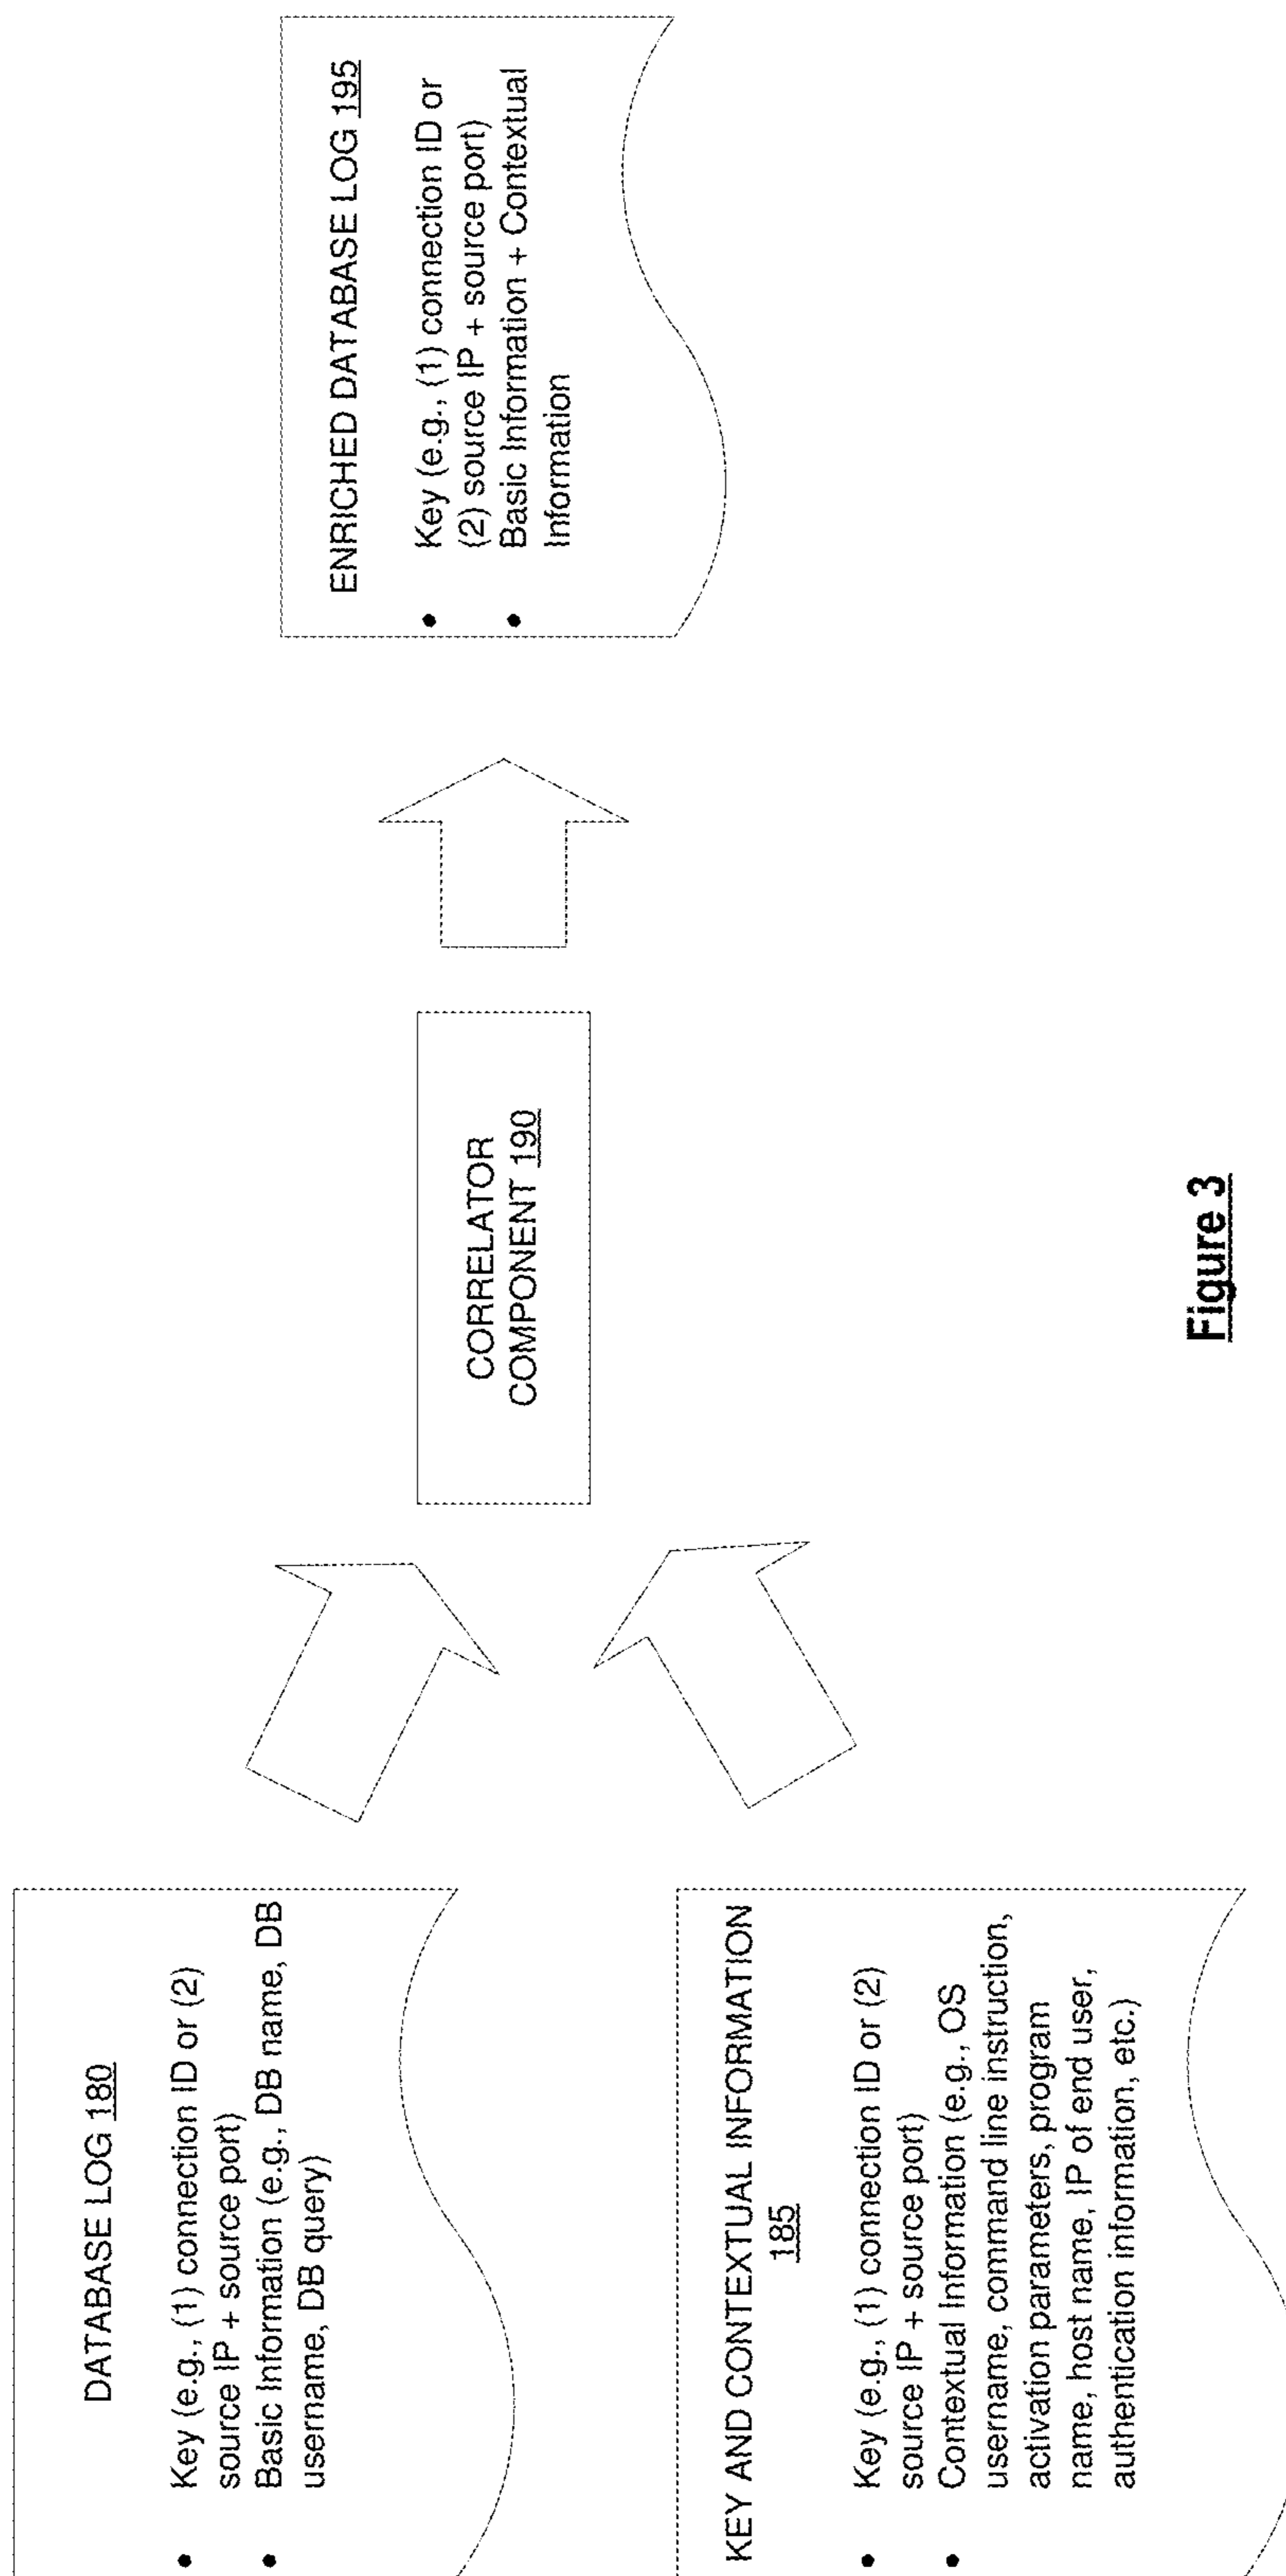 DATABASE LOG 180
• Key (e.g., (1) connection ID or (2)
source IP + source port)
• Basic Information (e.g., DB name, DB
username, DB query)
KEY AND CONTEXTUAL INFORMATION
185
• Key (e.g., (1) connection ID or (2)
source IP + source port)
• Contextual Information (e.g., OS
username, command line instruction,
activation parameters, program
name, host name, IP of end user,
authentication information, etc.)
CORRELATOR
COMPONENT 190
ENRICHED DATABASE LOG 195
• Key (e.g., (1) connection ID or
(2) source IP + source port)
• Basic Information + Contextual
Information
Figure 3